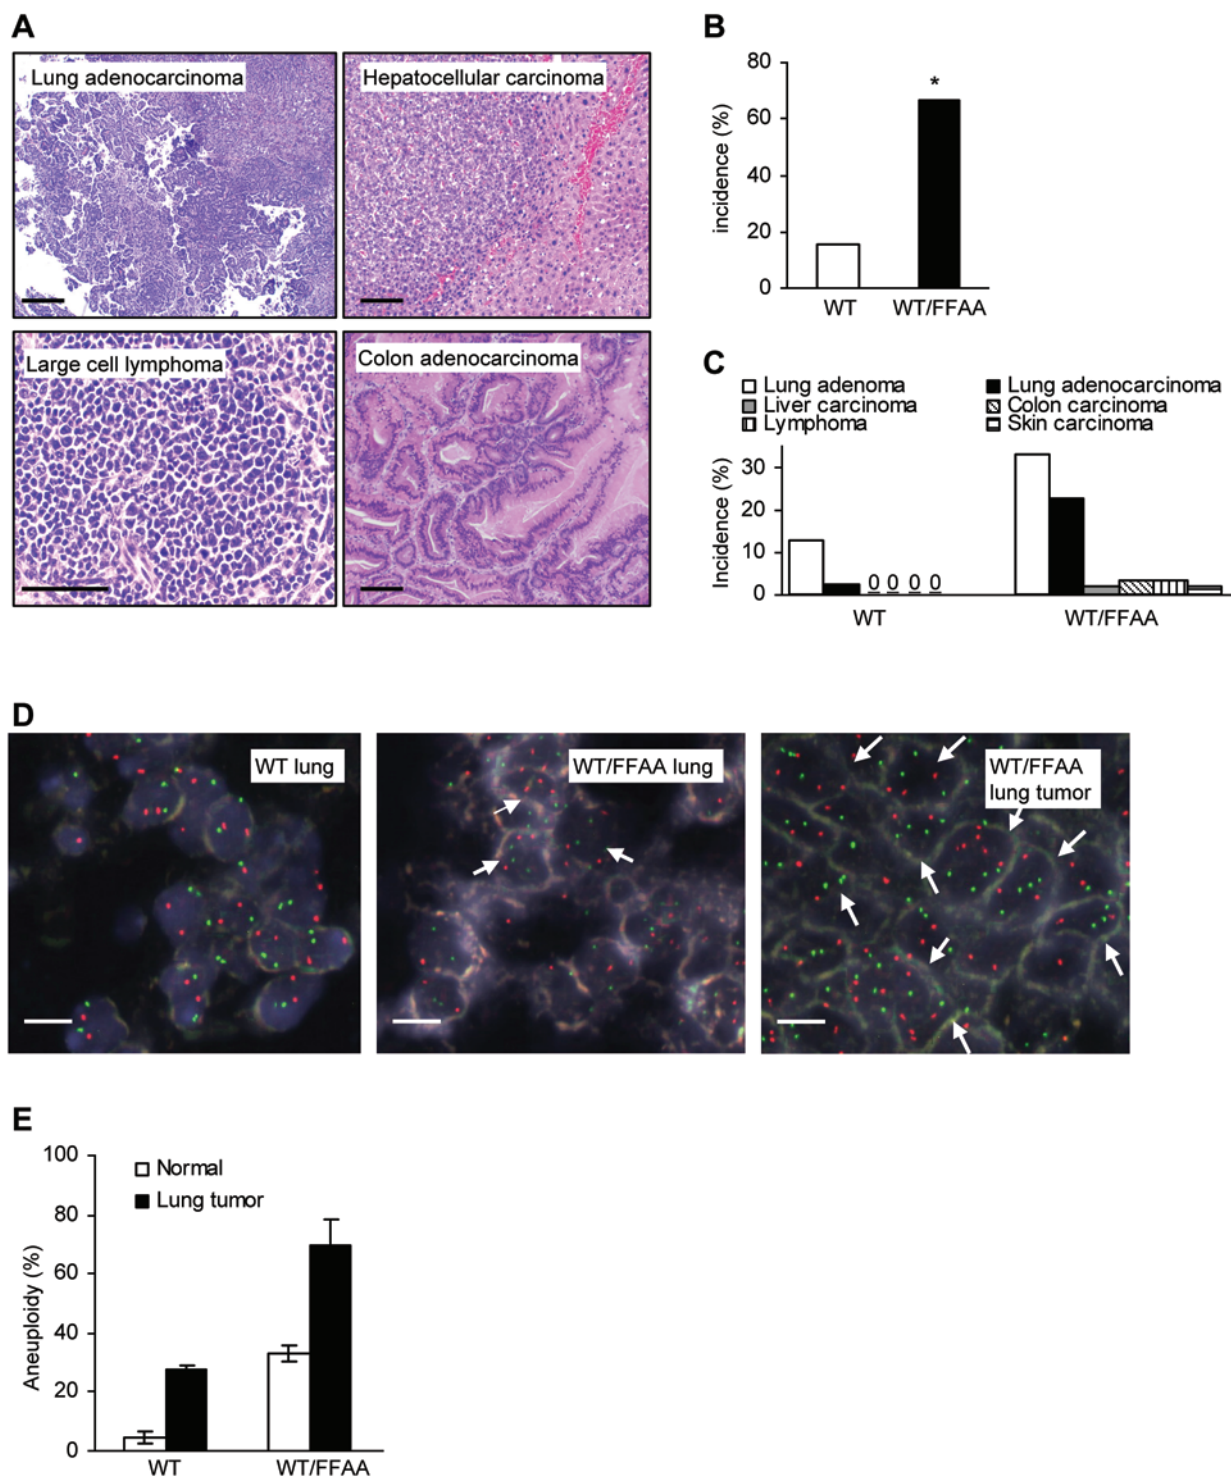 A
Lung adenocarcinoma
Hepatocellular carcinoma
Large cell lymphoma
Colon adenocarcinoma
B
incidence (%)
80
60
40
20
0
*
WT
WT/FFAA
C
Lung adenoma
Lung adenocarcinoma
Liver carcinoma
Colon carcinoma
Lymphoma
Skin carcinoma
Incidence (%)
30
20
10
0
0 0 0 0
WT
WT/FFAA
D
WT lung
WT/FFAA lung
WT/FFAA
lung tumor
E
Aneuploidy (%)
100
80
60
40
20
0
Normal
Lung tumor
WT
WT/FFAA